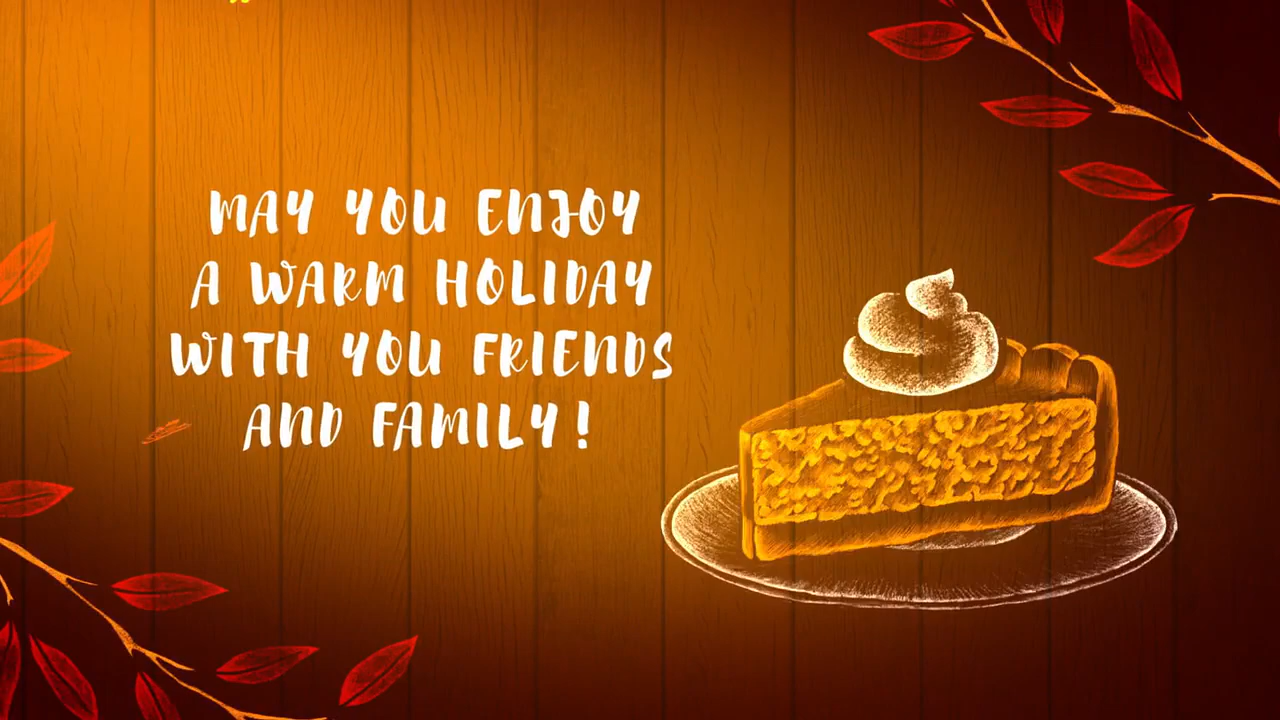 MAY YOU ENJOY
A WARM HOLIDAY
WITH YOU FRIENDS
AND FAMILY!